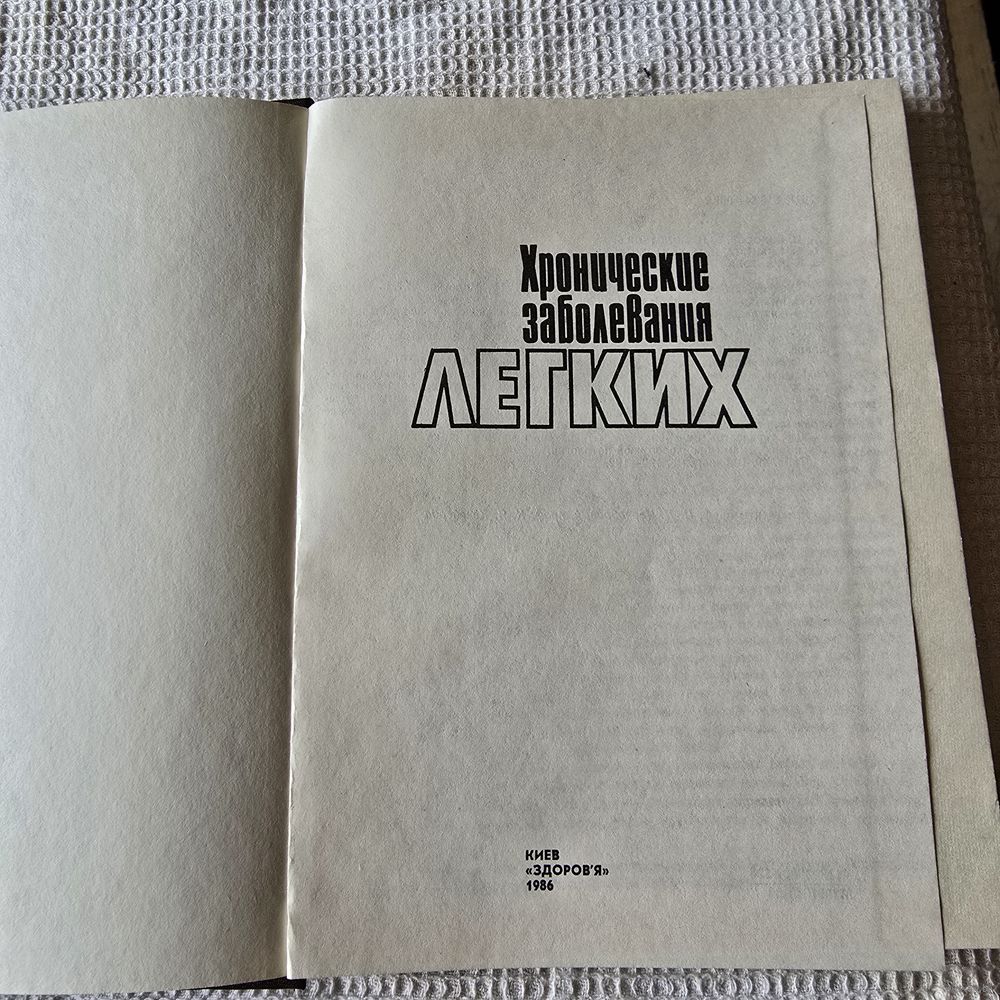 Хронические
заболевания
ЛЕГКИХ
КИЕВ
«ЗДОРОВ'Я»
1986